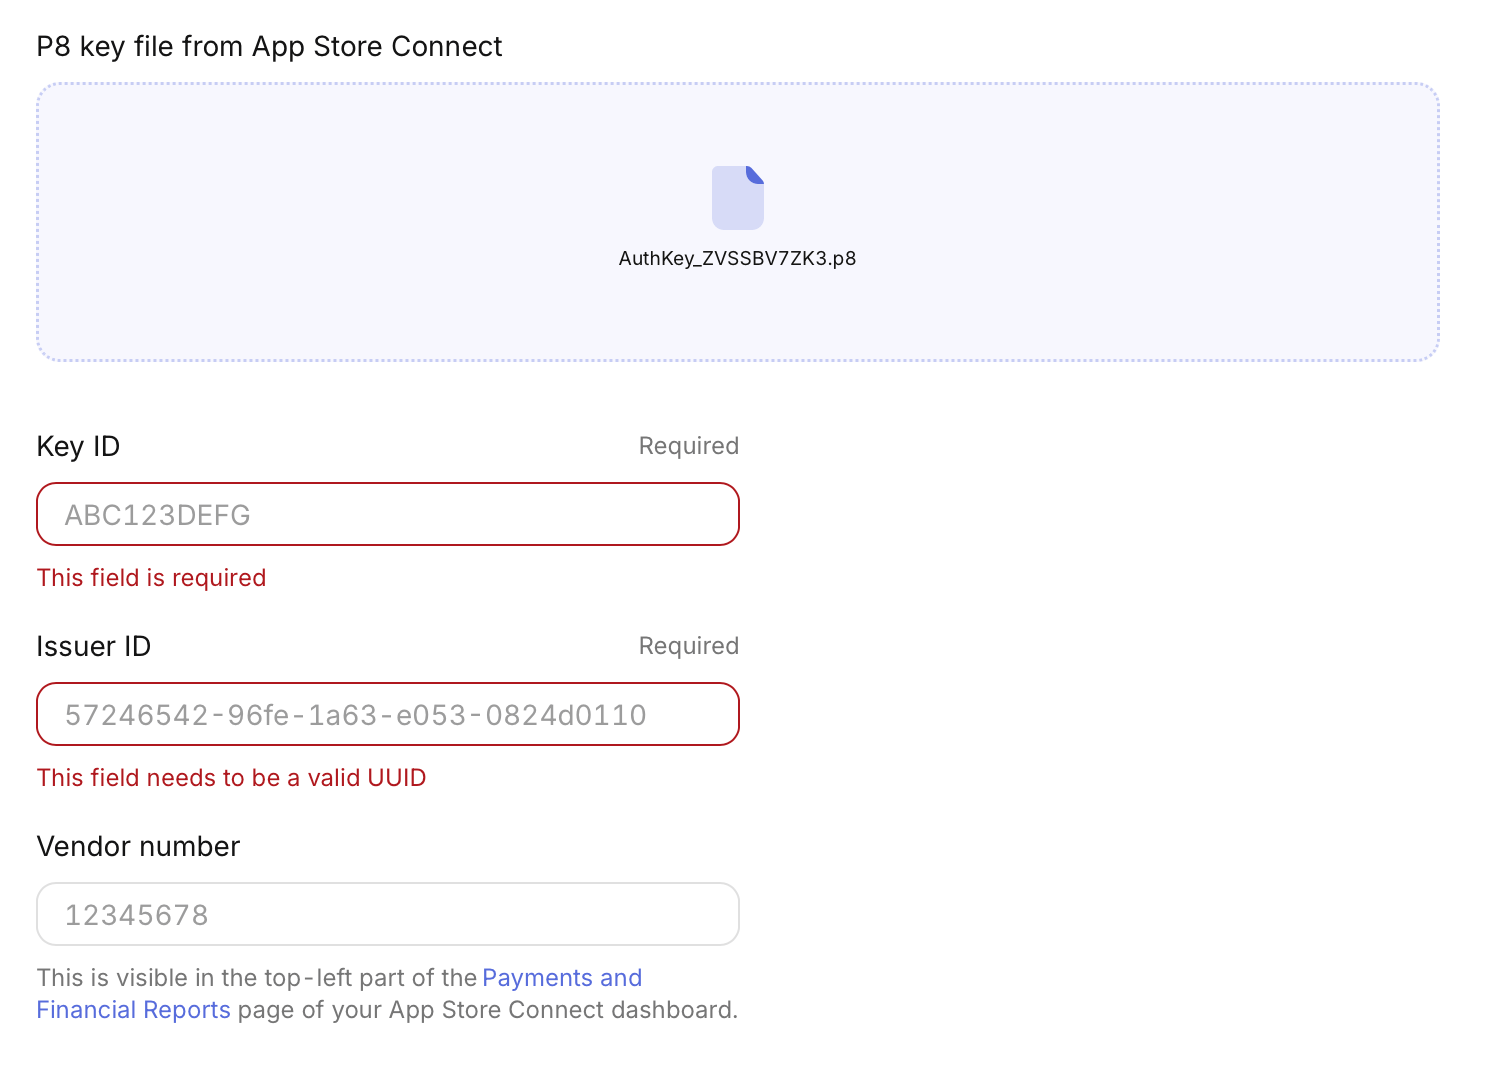 P8 key file from App Store Connect
AuthKey_ZVSSBV7ZK3.p8
Key ID
Required
ABC123DEFG
This field is required
Issuer ID
Required
57246542-96fe-1a63-e053-0824d0110
This field needs to be a valid UUID
Vendor number
12345678
This is visible in the top-left part of the Payments and
Financial Reports page of your App Store Connect dashboard.